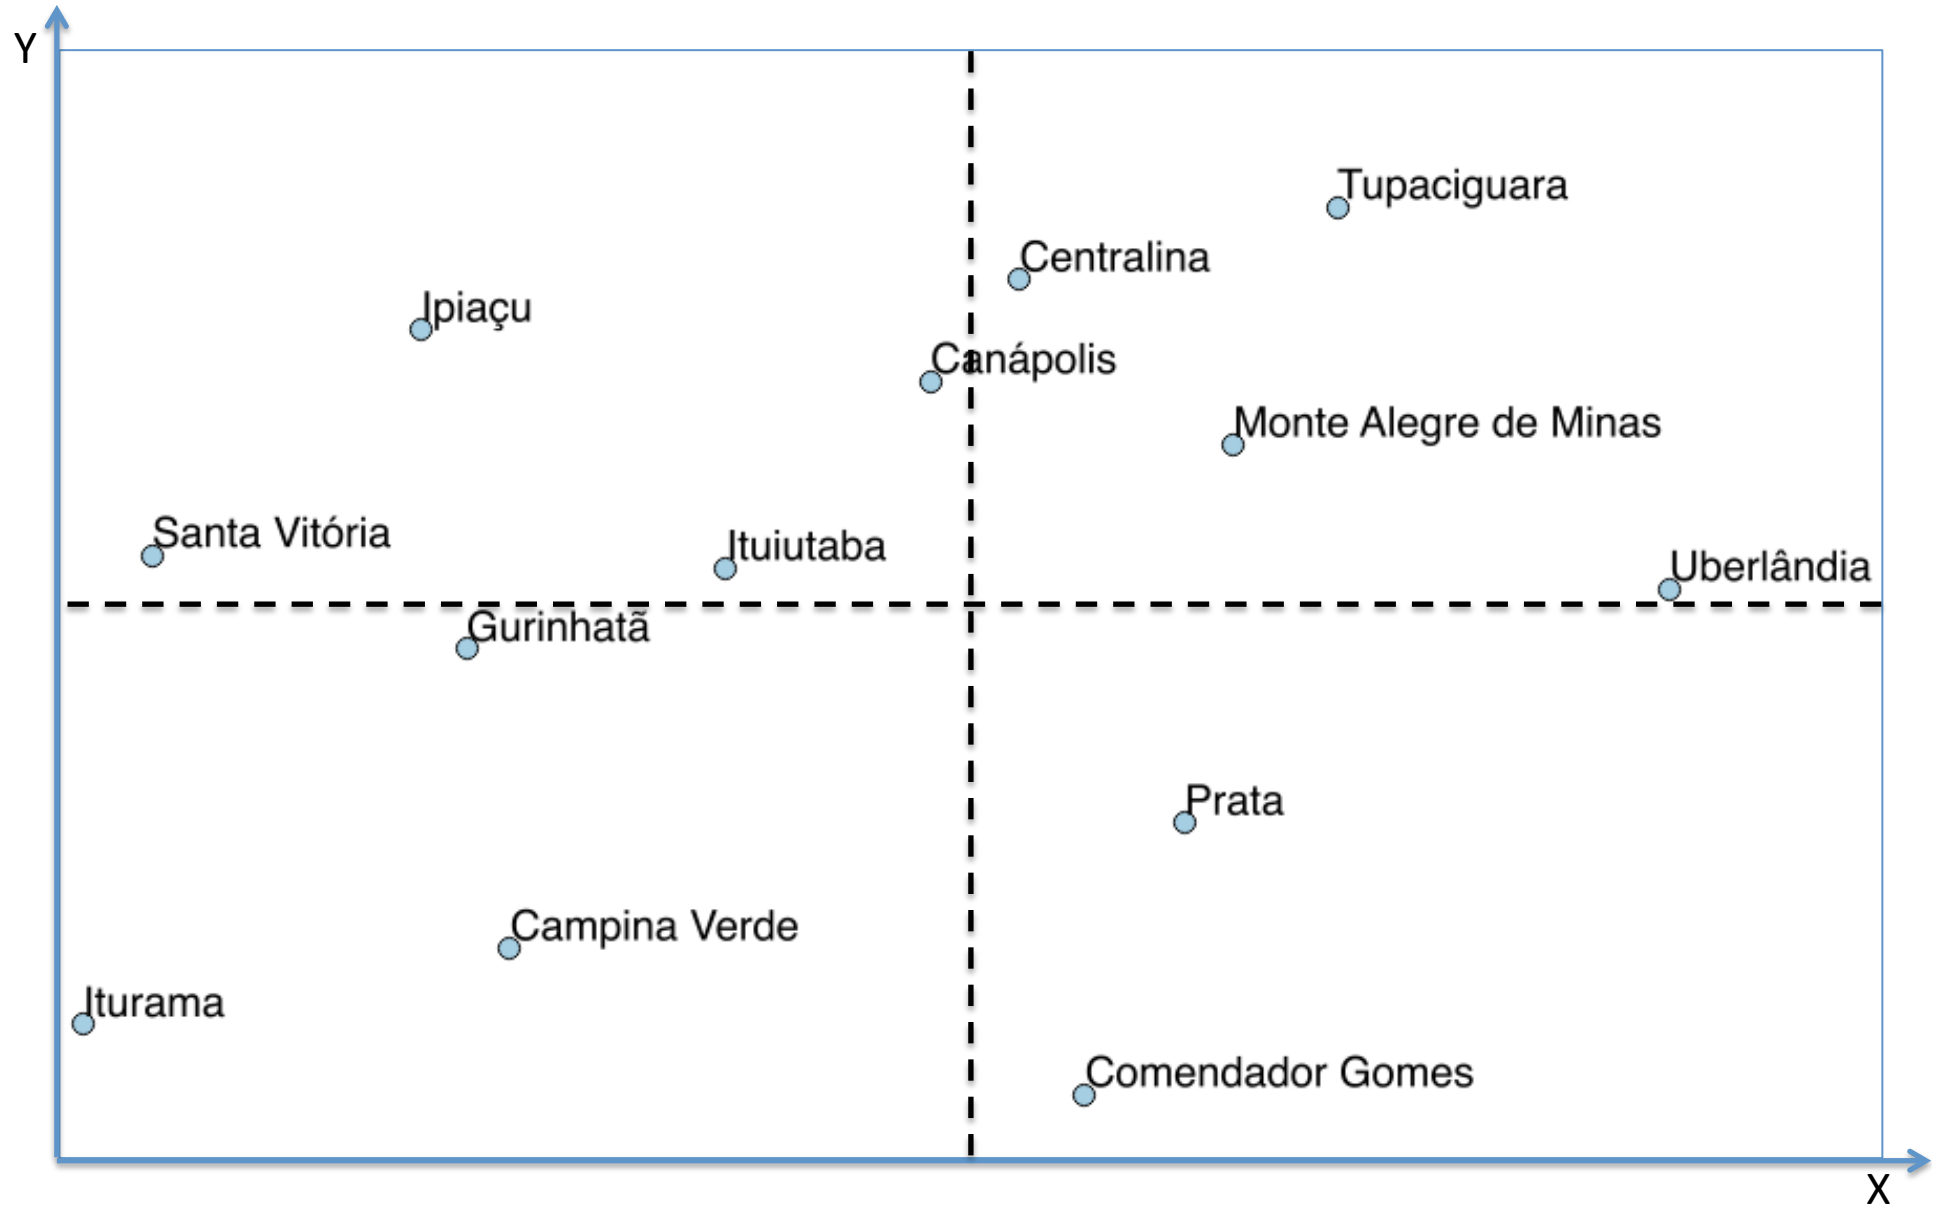 Y
Tupaciguara
Centralina
Ipiaçu
Canápolis
Monte Alegre de Minas
Santa Vitória
Ituiutaba
Uberlândia
Gurinhatã
Prata
Campina Verde
Iturama
Comendador Gomes
X